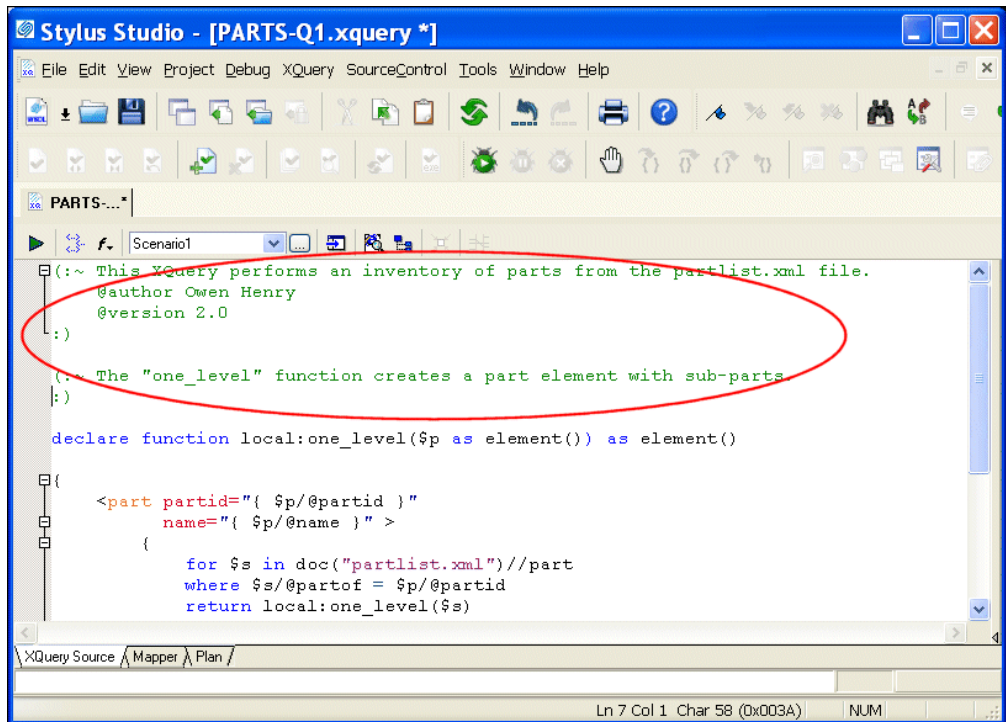 Stylus Studio - [PARTS-Q1.xquery *]
File Edit View Project Debug XQuery SourceControl Tools Window Help
PARTS-...*
Scenario1
(:~ This XQuery performs an inventory of parts from the partlist.xml file.
@author Owen Henry
@version 2.0
:)
(:~ The "one_level" function creates a part element with sub-parts.
:)
declare function local:one_level($p as element()) as element()
{
<part partid="{ $p/@partid }"
name="{ $p/@name }" >
{
for $s in doc("partlist.xml")//part
where $s/@partof = $p/@partid
return local:one_level($s)
XQuery Source Mapper Plan
Ln 7 Col 1 Char 58 (0x003A) NUM